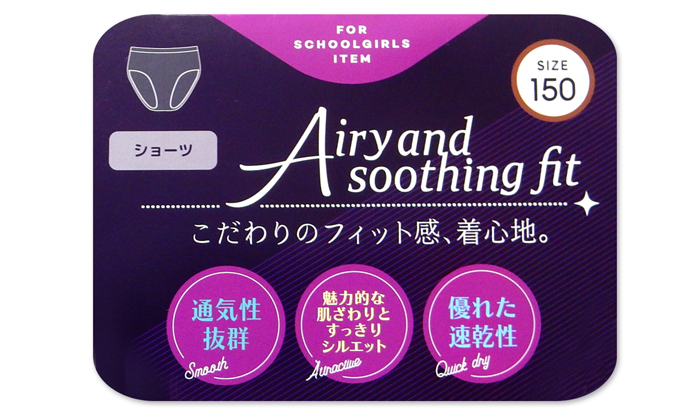 FOR
SCHOOLGIRLS
ITEM
SIZE
150
ショーツ
Airy and
soothing fit
こだわりのフィット感、着心地。
通気性
抜群
Smooth
魅力的な
肌ざわりと
すっきり
シルエット
Attractive
優れた
速乾性
Quick dry